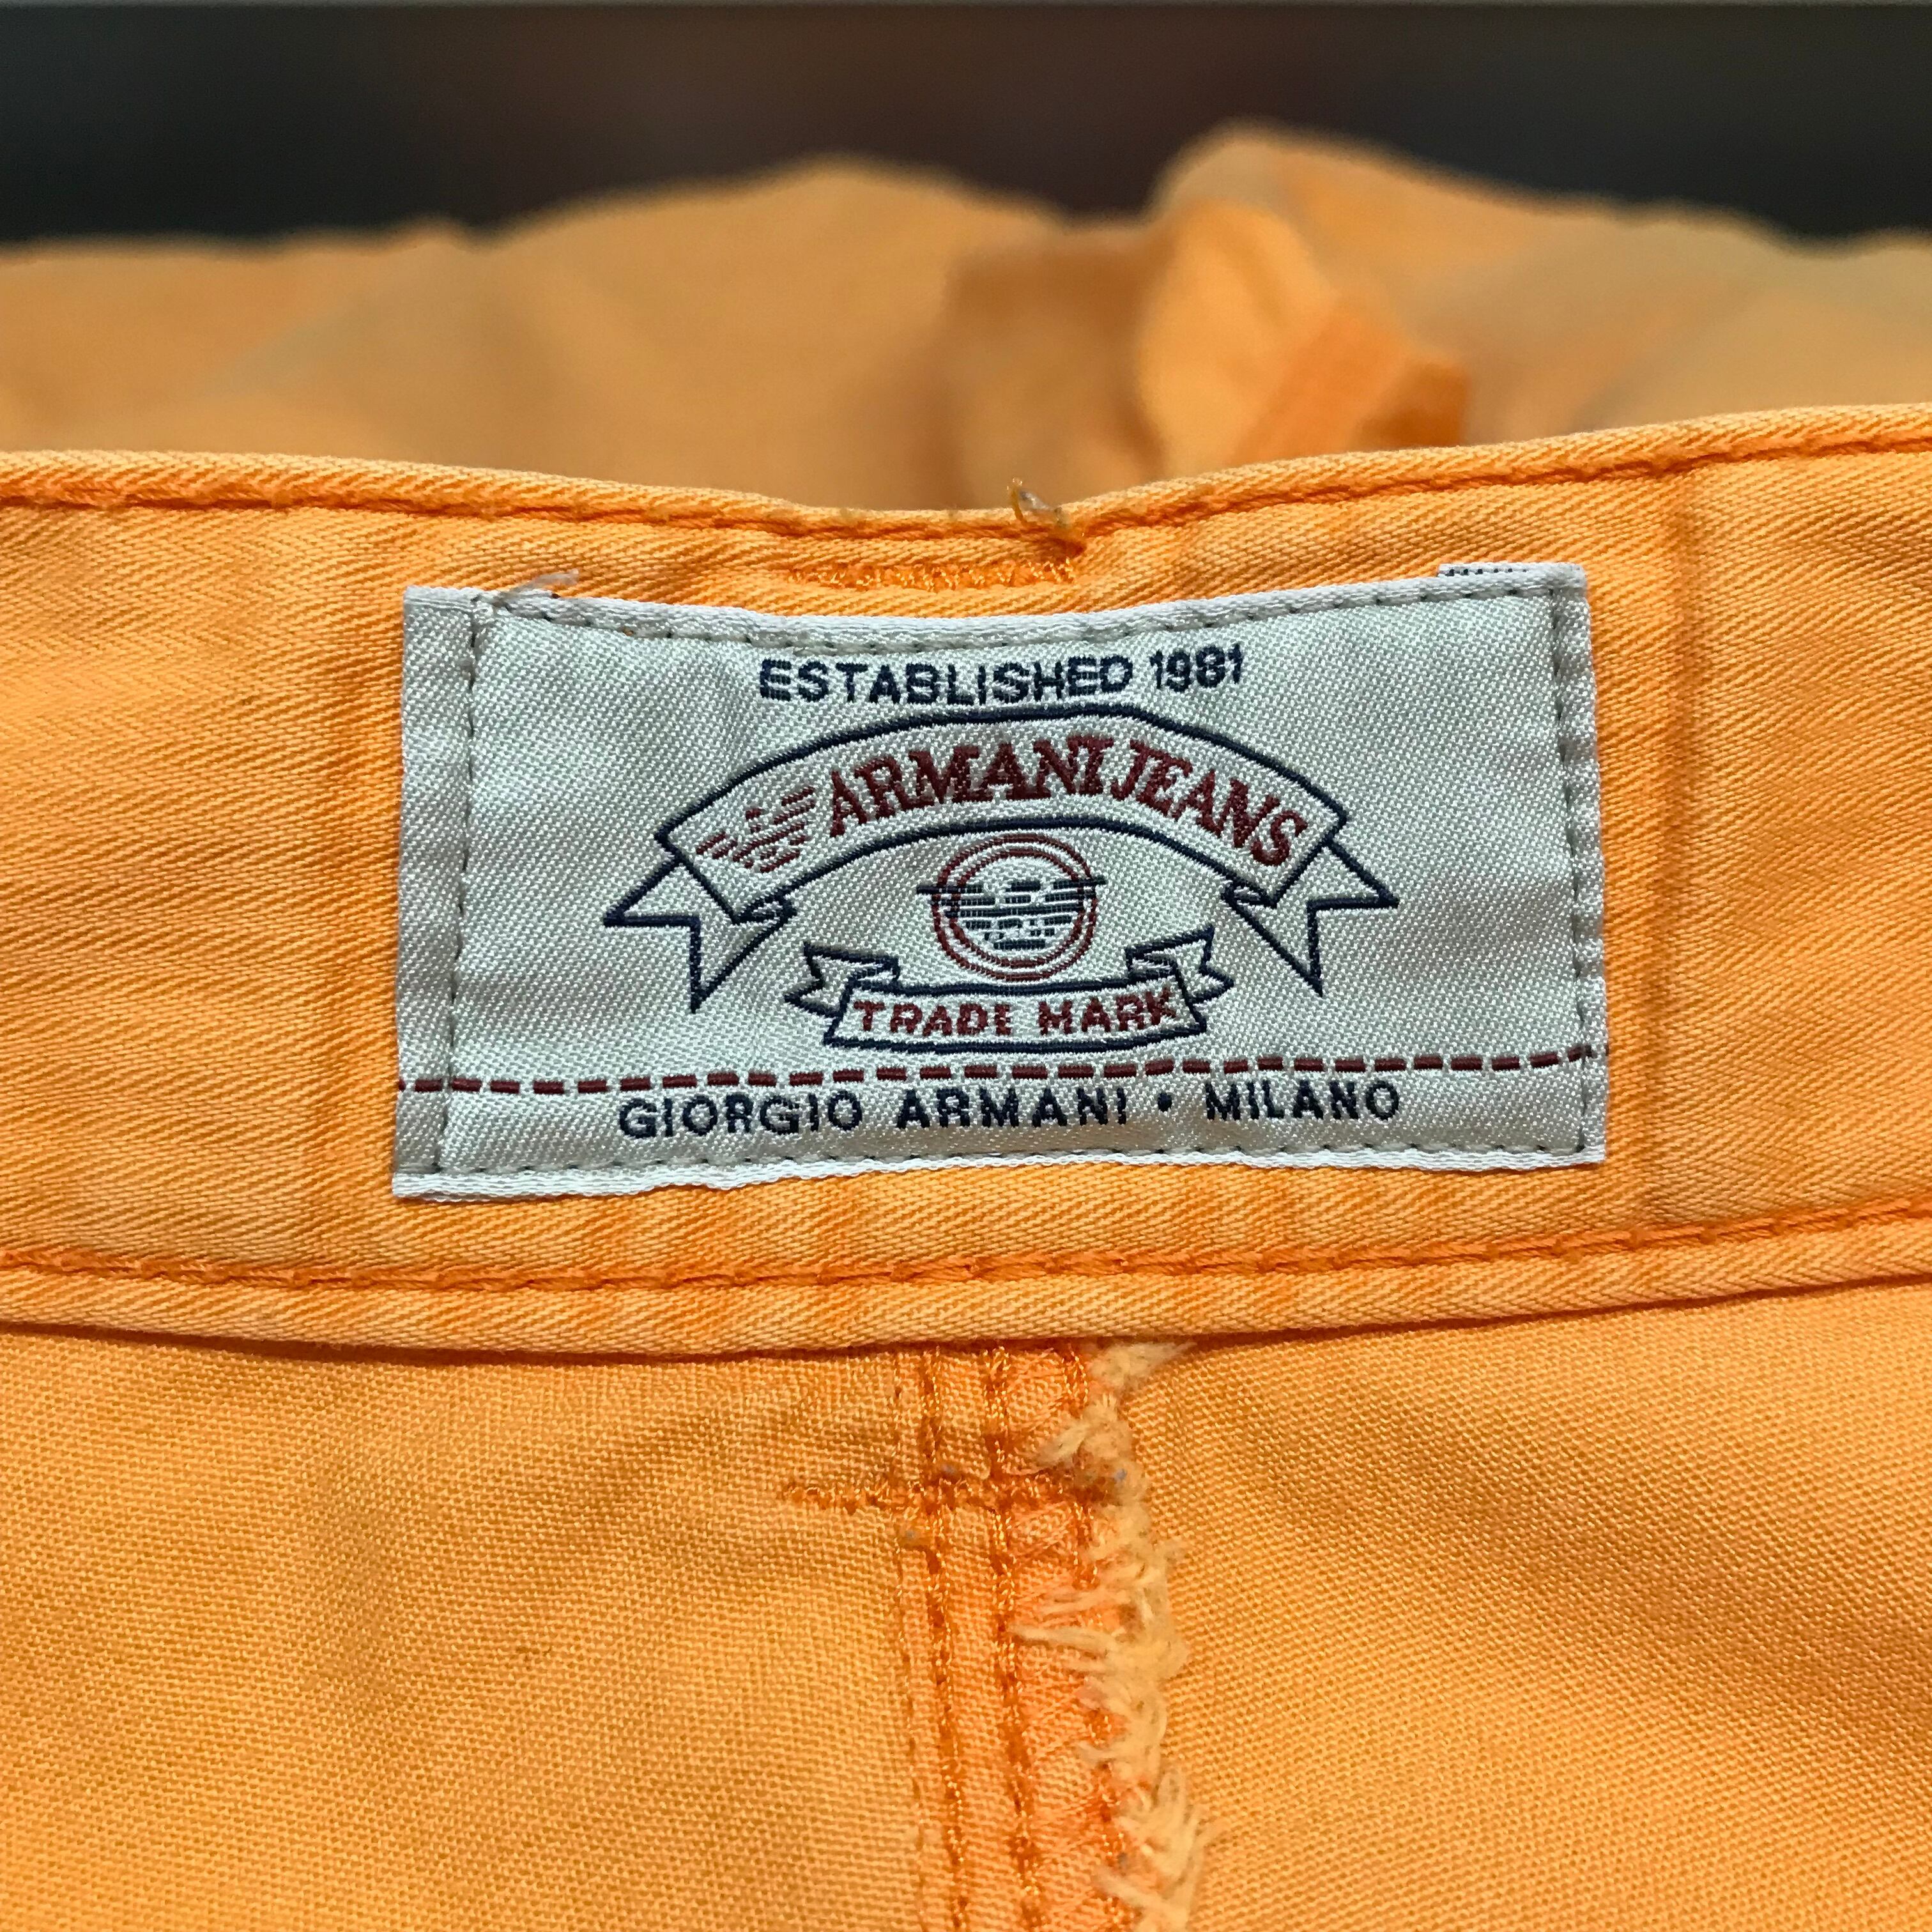 ESTABLISHED 1981
ARMANI JEANS
TRADE MARK
GIORGIO ARMANI • MILANO